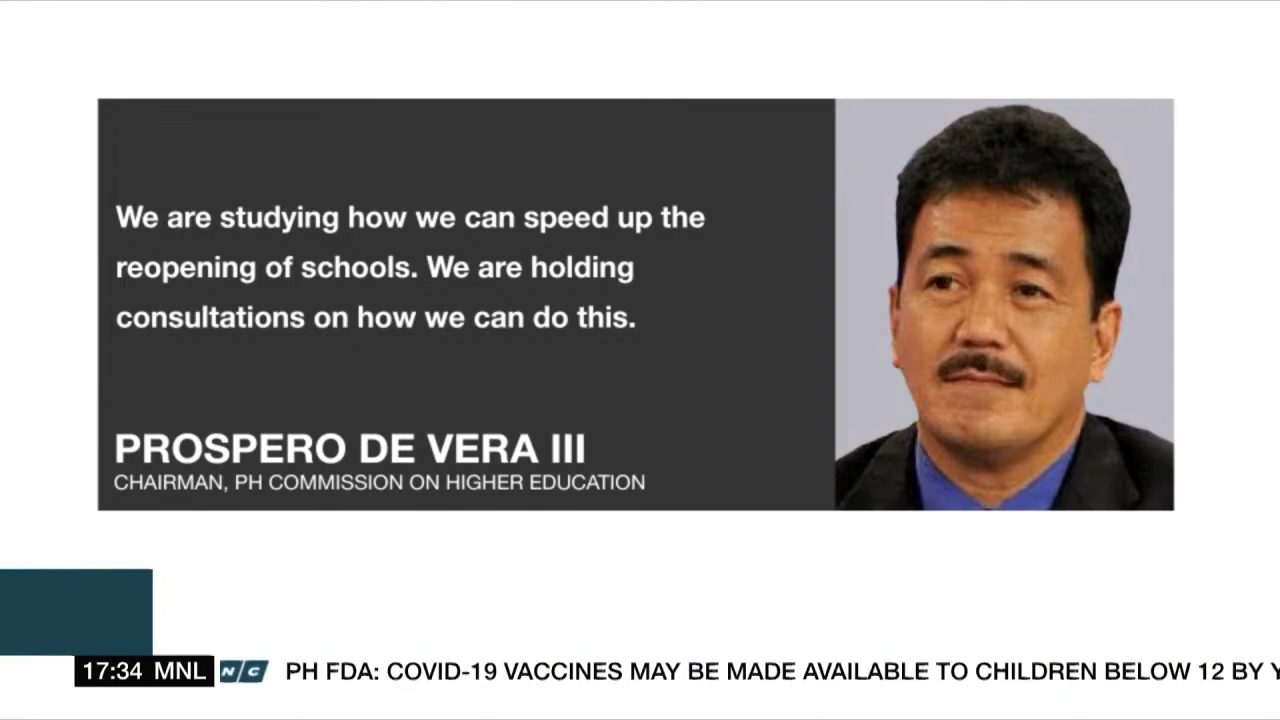 We are studying how we can speed up the
reopening of schools. We are holding
consultations on how we can do this.
PROSPERO DE VERA III
CHAIRMAN, PH COMMISSION ON HIGHER EDUCATION
17:34 MNL N/C PH FDA: COVID-19 VACCINES MAY BE MADE AVAILABLE TO CHILDREN BELOW 12 BY